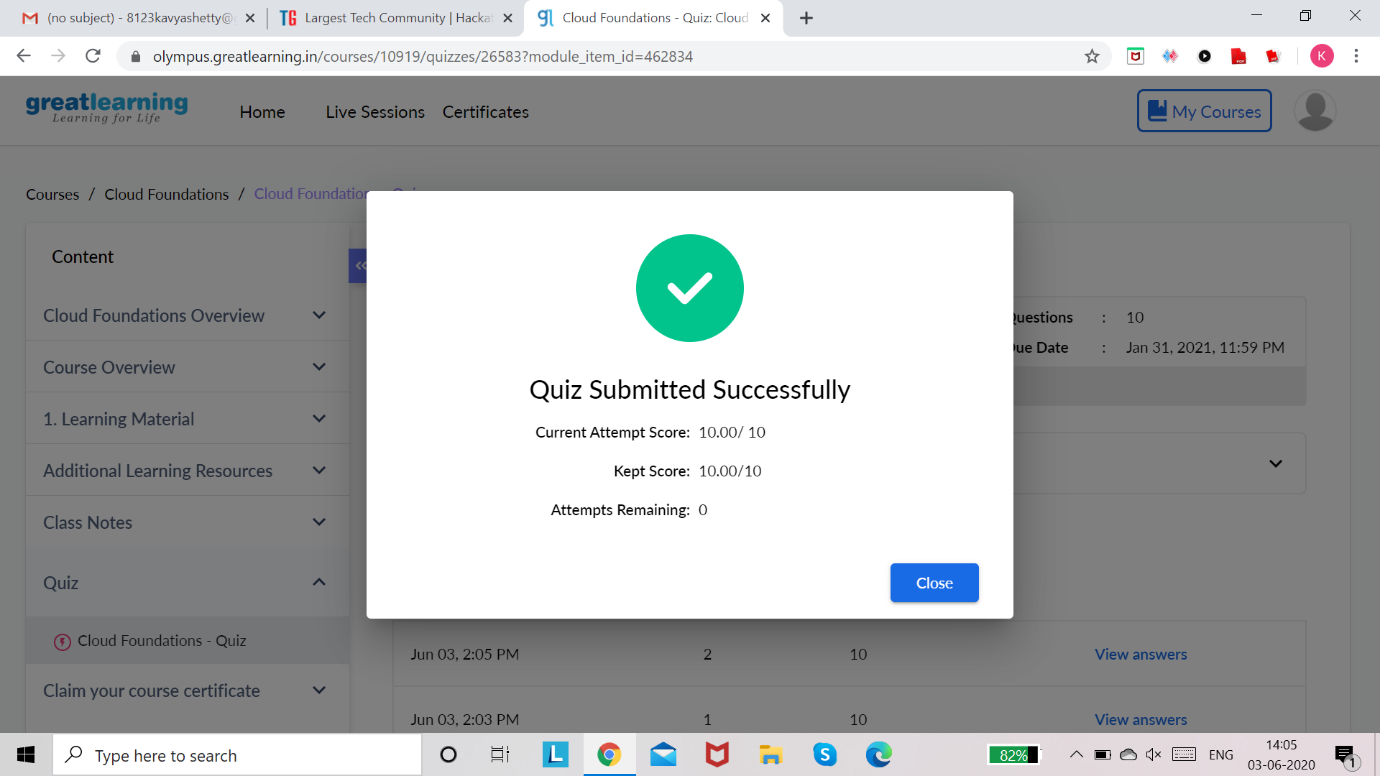 (no subject) - 8123kavyashetty@
Largest Tech Community | Hacka
Cloud Foundations - Quiz: Cloud
olympus.greatlearning.in/courses/10919/quizzes/26583?module_item_id=462834
K
greatlearning
Learning for Life
Home
Live Sessions
Certificates
My Courses
Courses / Cloud Foundations / Cloud Foundation
Content
Cloud Foundations Overview
Course Overview
1. Learning Material
Additional Learning Resources
Class Notes
Quiz
Cloud Foundations - Quiz
Claim your course certificate
Questions : 10
Due Date : Jan 31, 2021, 11:59 PM
Quiz Submitted Successfully
Current Attempt Score: 10.00/ 10
Kept Score: 10.00/10
Attempts Remaining: 0
Close
Jun 03, 2:05 PM 2 10 View answers
Jun 03, 2:03 PM 1 10 View answers
Type here to search
82%
ENG
14:05
03-06-2020
1